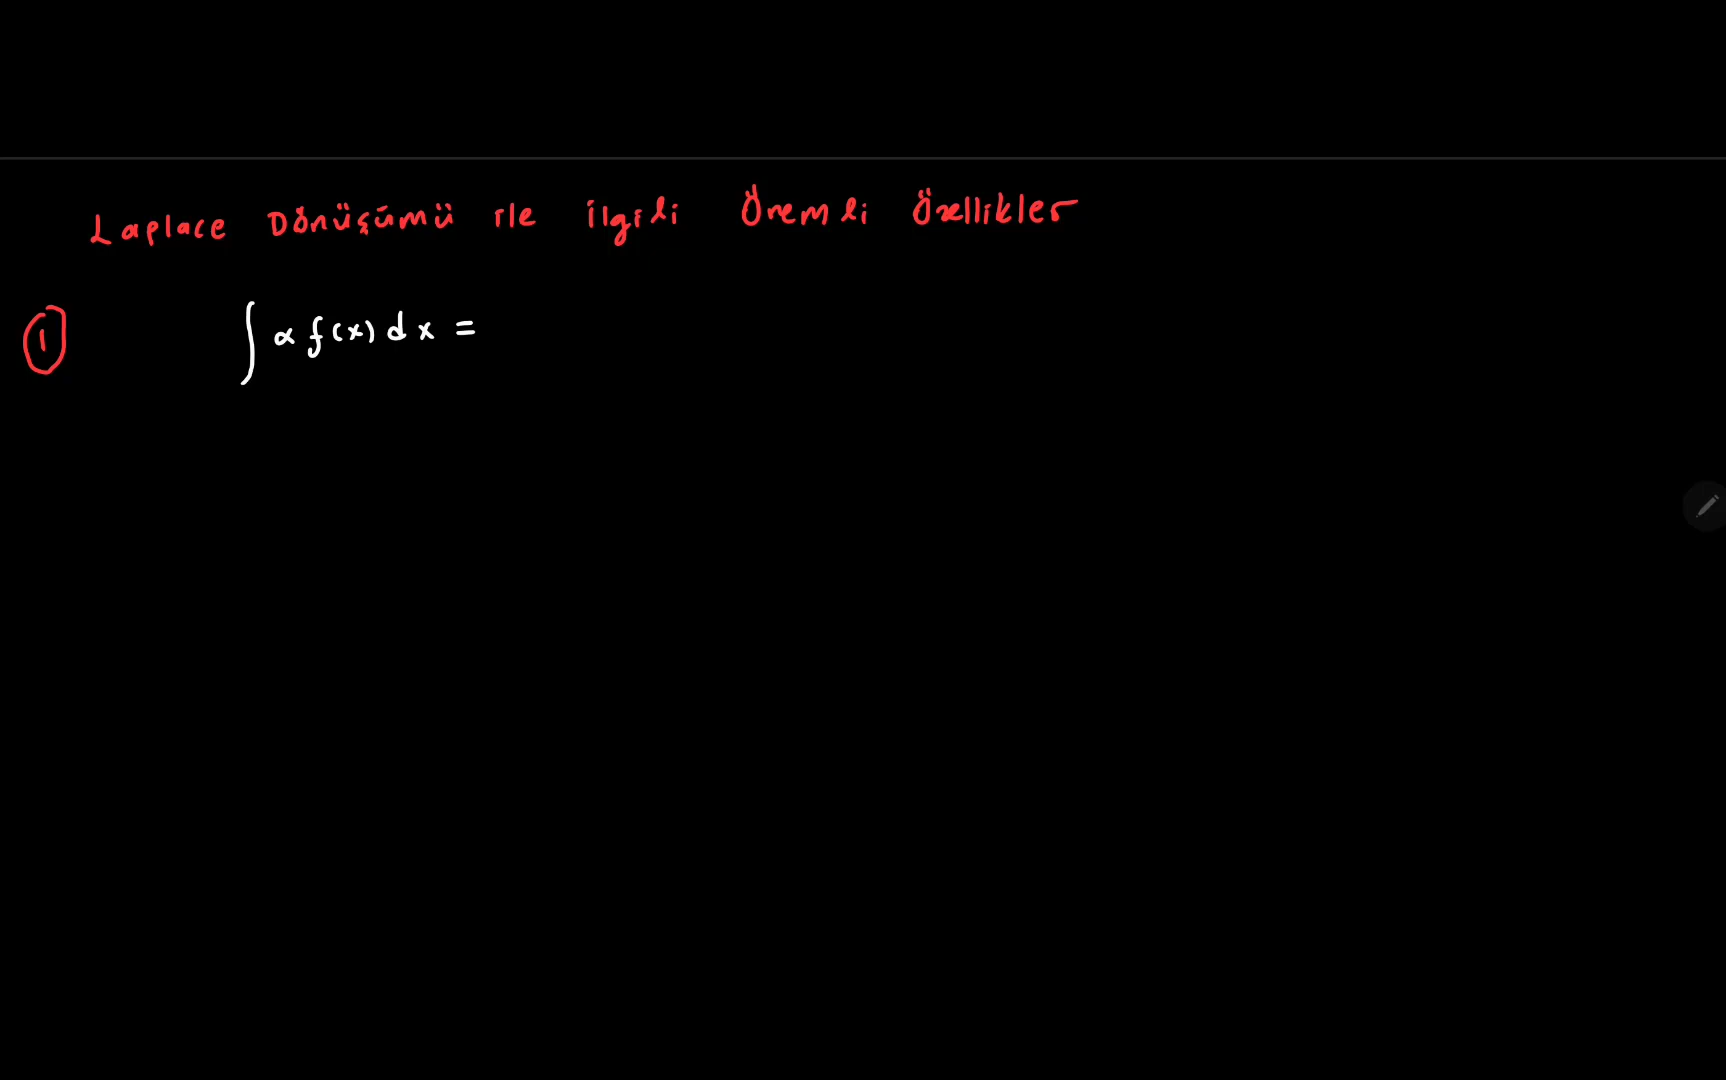 Laplace Dönüşümü ile ilgili Önemli Özellikler
① ∫ α f(x) dx =